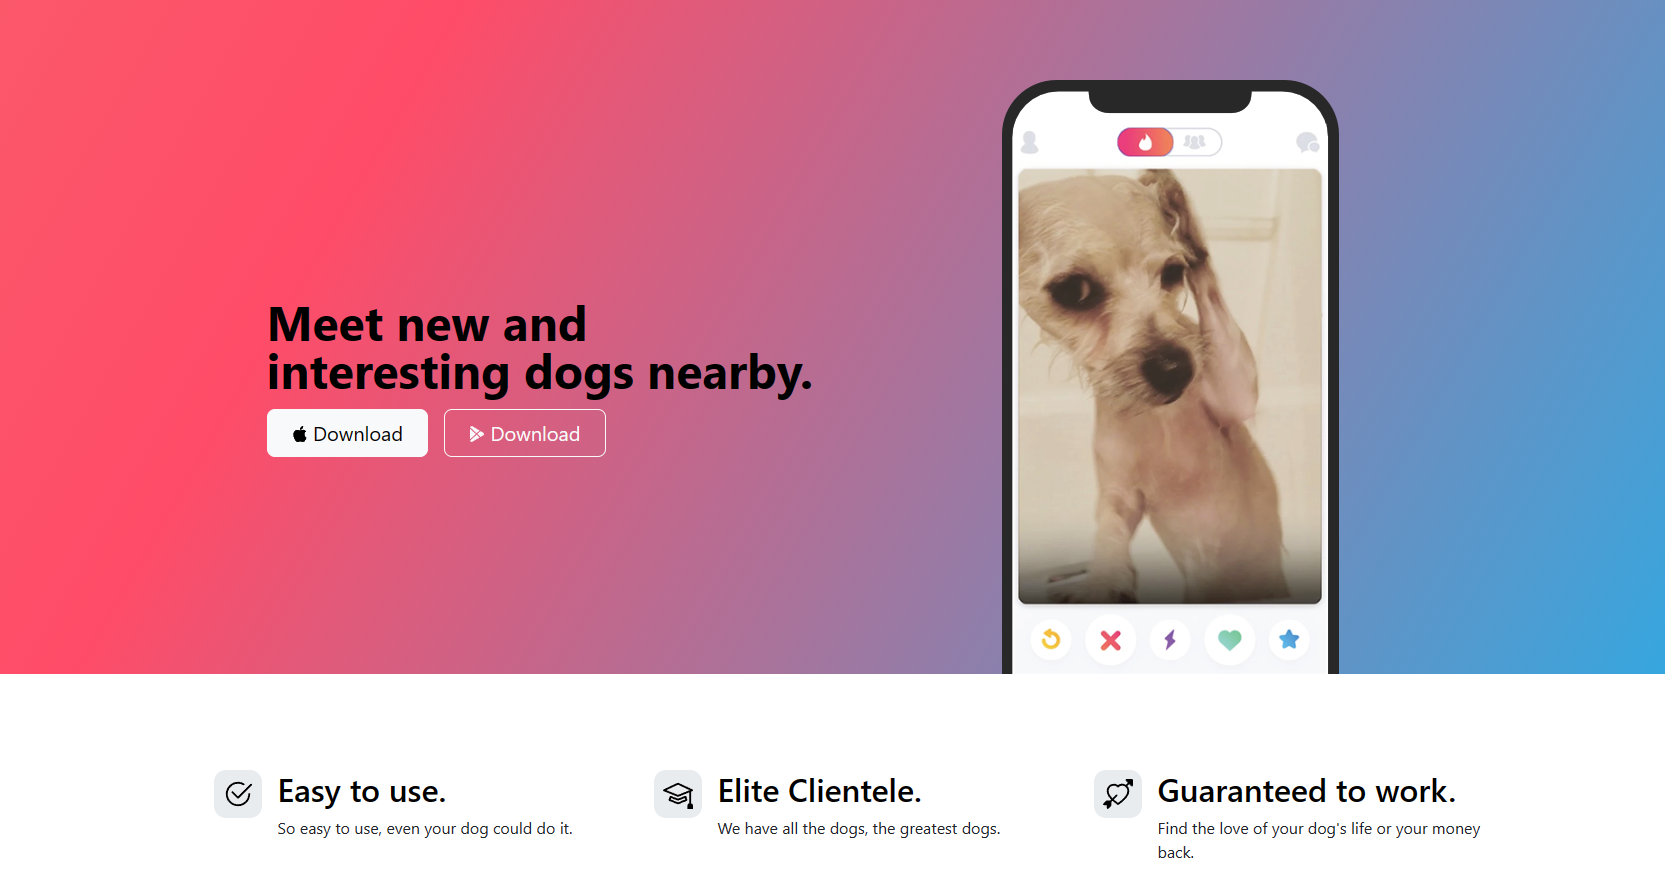 Meet new and
interesting dogs nearby.
Download
Download
Easy to use.
So easy to use, even your dog could do it.
Elite Clientele.
We have all the dogs, the greatest dogs.
Guaranteed to work.
Find the love of your dog's life or your money
back.